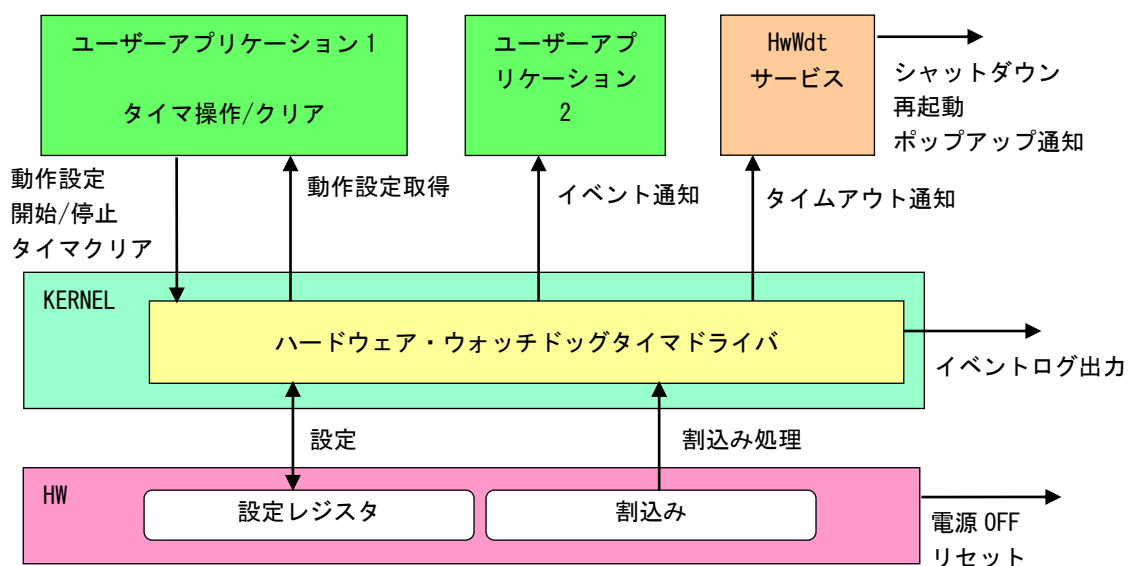 ユーザーアプリケーション 1
タイマ操作/クリア
ユーザーアプ
リケーション
2
HwWdt
サービス
シャットダウン
再起動
ポップアップ通知
動作設定
開始/停止
タイマクリア
動作設定取得
イベント通知
タイムアウト通知
KERNEL
ハードウェア・ウォッチドッグタイマドライバ
イベントログ出力
設定
割込み処理
HW
設定レジスタ
割込み
電源 OFF
リセット